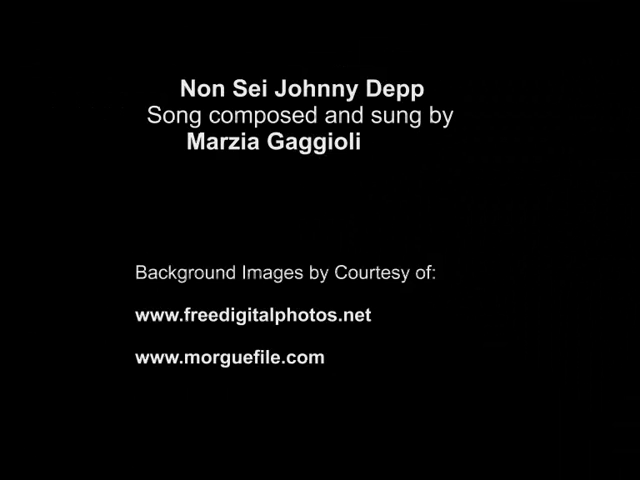 Non Sei Johnny Depp
Song composed and sung by
Marzia Gaggioli
Background Images by Courtesy of:
www.freedigitalphotos.net
www.morguefile.com